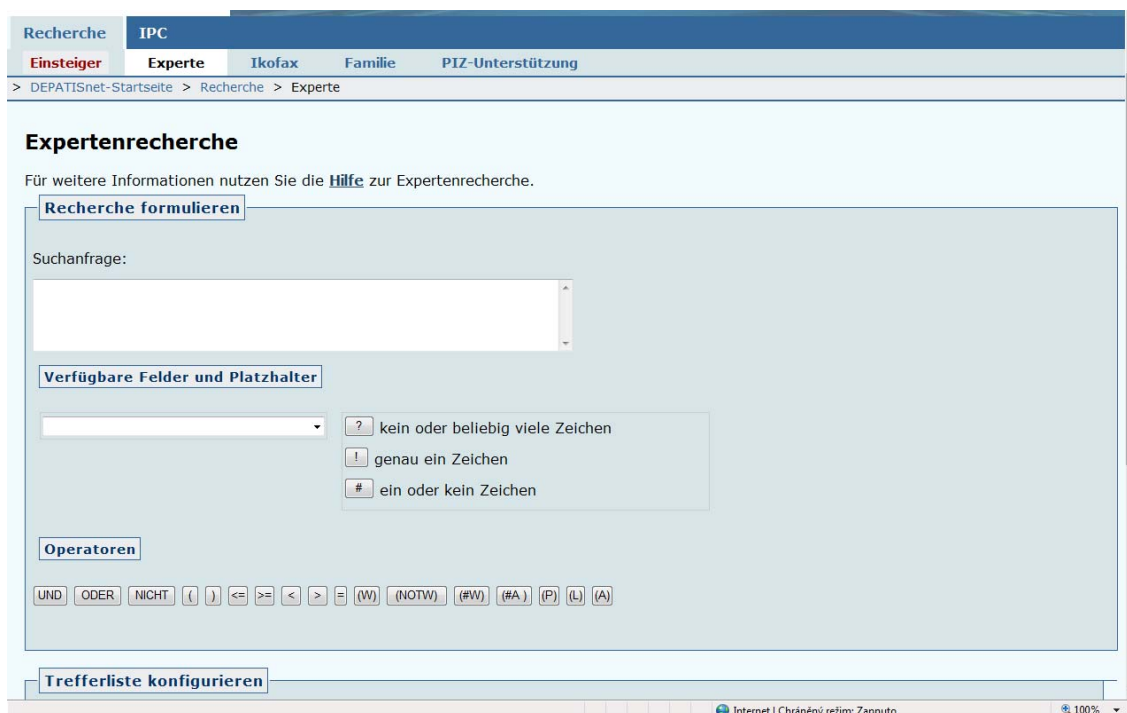 Recherche IPC
Einsteiger Experte Ikofax Familie PIZ-Unterstützung
> DEPATISnet-Startseite > Recherche > Experte
Expertenrecherche
Für weitere Informationen nutzen Sie die Hilfe zur Expertenrecherche.
Recherche formulieren
Suchanfrage:
Verfügbare Felder und Platzhalter
? kein oder beliebig viele Zeichen
! genau ein Zeichen
# ein oder kein Zeichen
Operatoren
UND ODER NICHT ( ) <= >= < > = (W) (NOTW) (#W) (#A ) (P) (L) (A)
Trefferliste konfigurieren
Internet | Chráněný režim: Zapnuto 100%